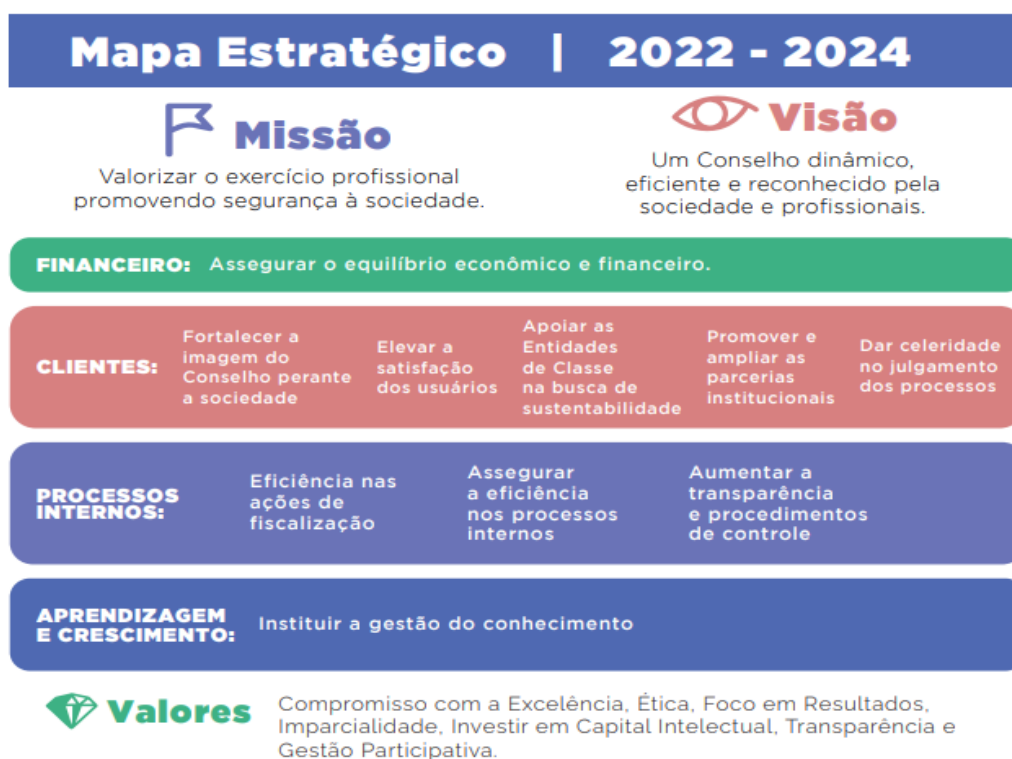 Mapa Estratégico | 2022 - 2024
Missão
Valorizar o exercício profissional
promovendo segurança à sociedade.
Visão
Um Conselho dinâmico,
eficiente e reconhecido pela
sociedade e profissionais.
FINANCEIRO: Assegurar o equilíbrio econômico e financeiro.
CLIENTES:
Fortalecer a
imagem do
Conselho perante
a sociedade
Elevar a
satisfação
dos usuários
Apoiar as
Entidades
de Classe
na busca de
sustentabilidade
Promover e
ampliar as
parcerias
institucionais
Dar celeridade
no julgamento
dos processos
PROCESSOS
INTERNOS:
Eficiência nas
ações de
fiscalização
Assegurar
a eficiência
nos processos
internos
Aumentar a
transparência
e procedimentos
de controle
APRENDIZAGEM
E CRESCIMENTO:
Instituir a gestão do conhecimento
Valores
Compromisso com a Excelência, Ética, Foco em Resultados,
Imparcialidade, Investir em Capital Intelectual, Transparência e
Gestão Participativa.